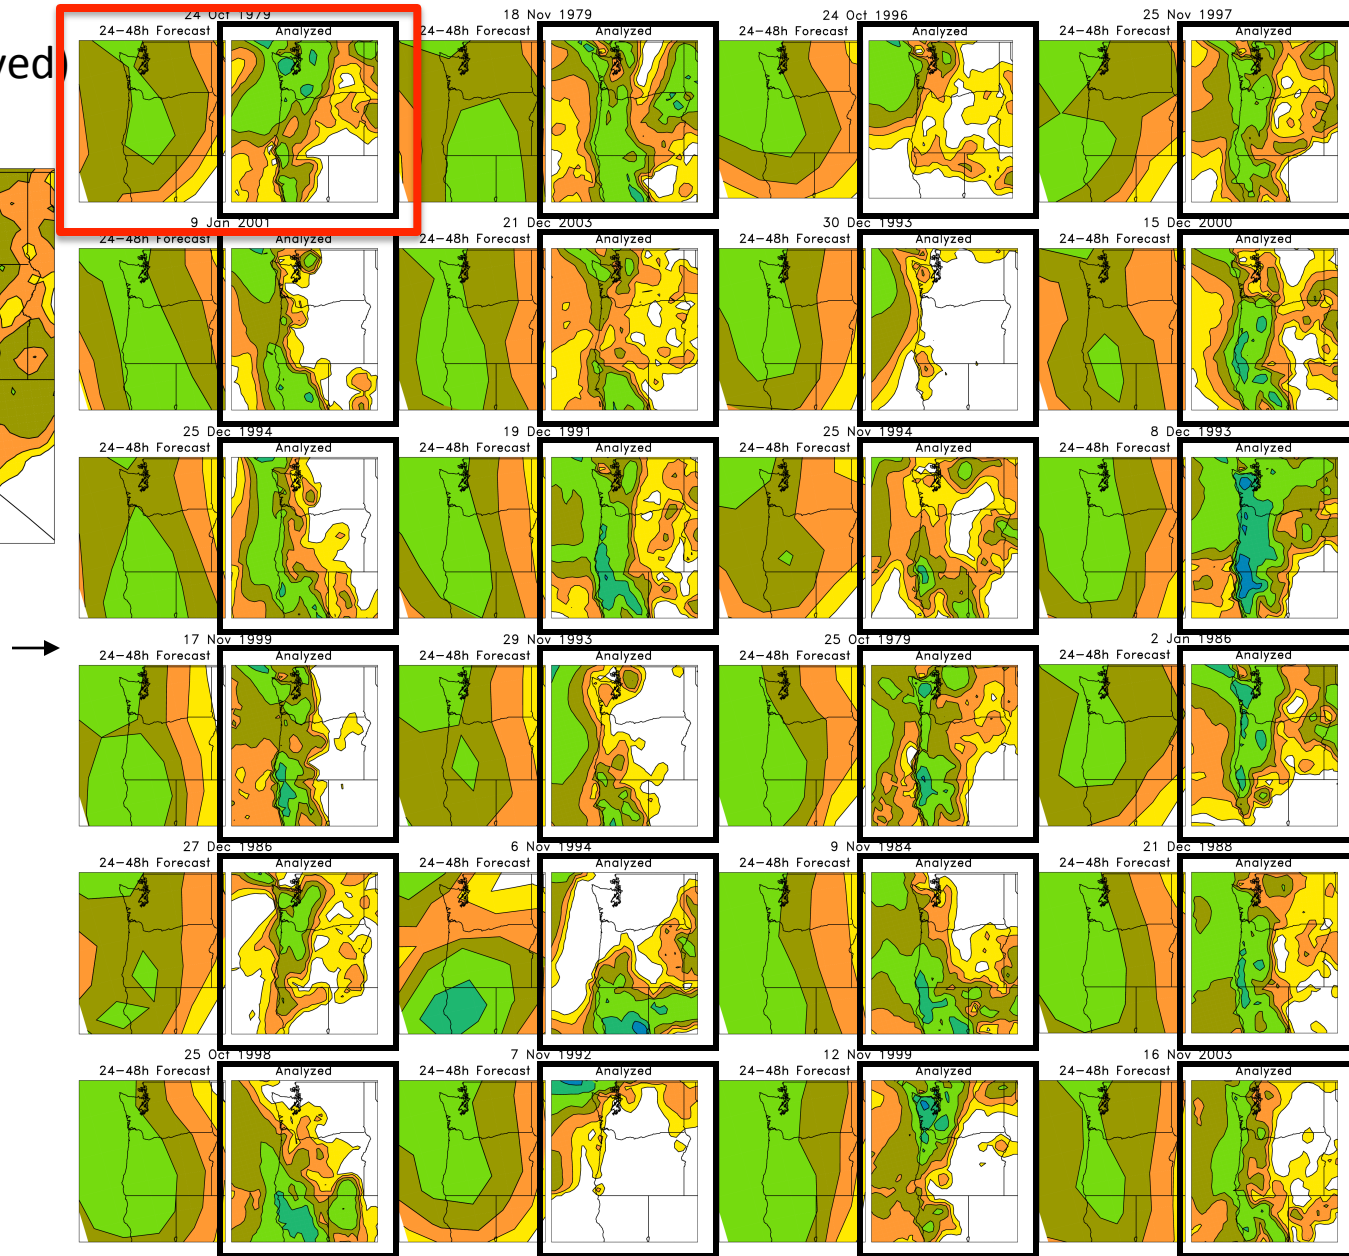 24 Oct 1979 18 Nov 1979 24 Oct 1996 25 Nov 1997
24-48h Forecast Analyzed 24-48h Forecast Analyzed 24-48h Forecast Analyzed 24-48h Forecast Analyzed
ved)
9 Jan 2001 21 Dec 2003 30 Dec 1993 15 Dec 2000
24-48h Forecast Analyzed 24-48h Forecast Analyzed 24-48h Forecast Analyzed 24-48h Forecast Analyzed
25 Dec 1994 19 Dec 1991 25 Nov 1994 8 Dec 1993
24-48h Forecast Analyzed 24-48h Forecast Analyzed 24-48h Forecast Analyzed 24-48h Forecast Analyzed
17 Nov 1999 29 Nov 1993 25 Oct 1979 2 Jan 1986
24-48h Forecast Analyzed 24-48h Forecast Analyzed 24-48h Forecast Analyzed 24-48h Forecast Analyzed
27 Dec 1986 6 Nov 1994 9 Nov 1984 21 Dec 1988
24-48h Forecast Analyzed 24-48h Forecast Analyzed 24-48h Forecast Analyzed 24-48h Forecast Analyzed
25 Oct 1998 7 Nov 1992 12 Nov 1999 16 Nov 2003
24-48h Forecast Analyzed 24-48h Forecast Analyzed 24-48h Forecast Analyzed 24-48h Forecast Analyzed